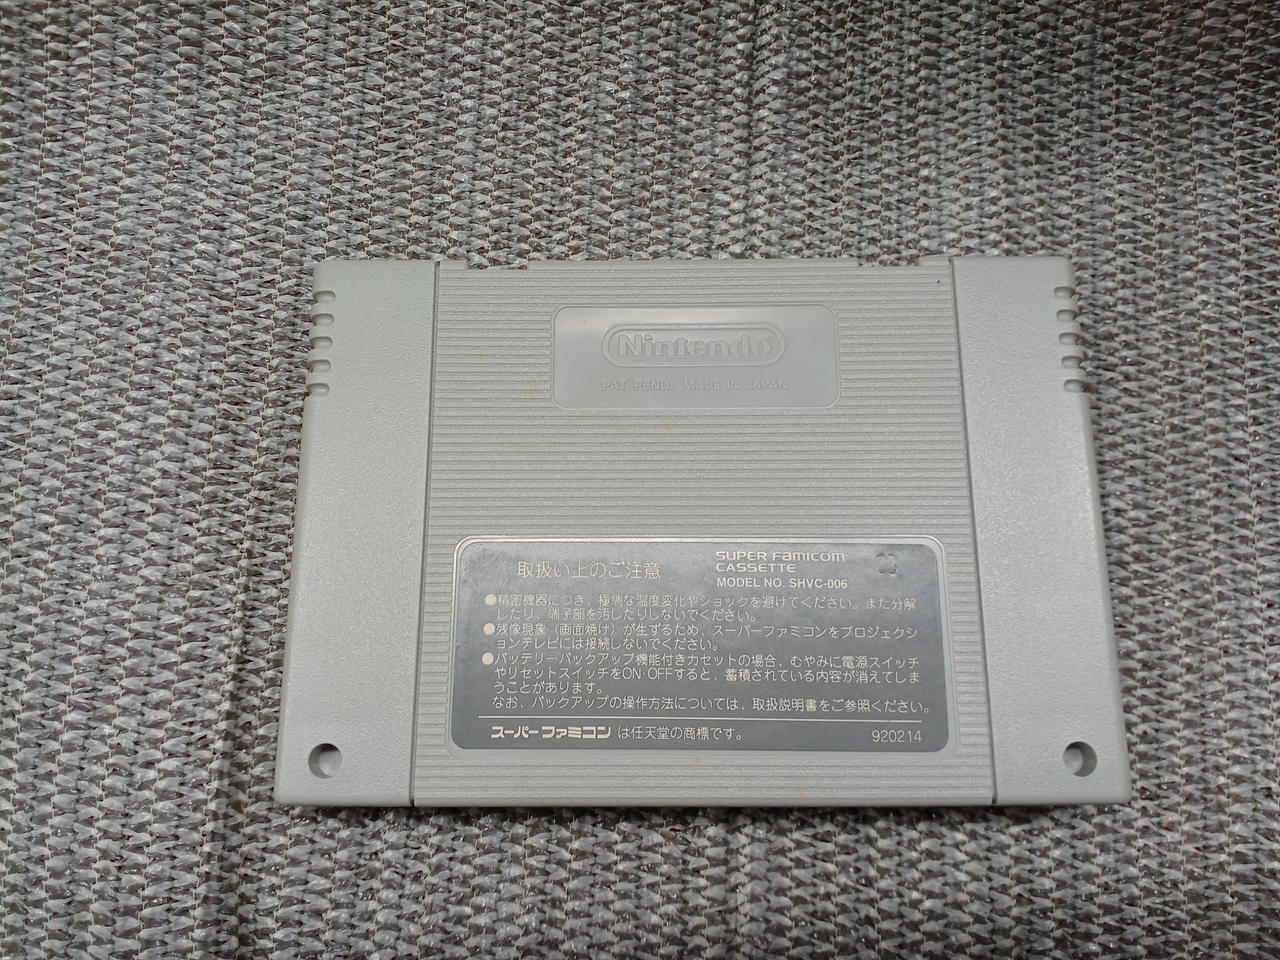 Nintendo
PAT. PEND. MADE IN JAPAN
取扱い上のご注意
SUPER FAMICOM
CASSETTE
MODEL NO. SHVC-006
●精密機器につき、極端な温度変化やショックを避けてください。また分解
したり、端子部を汚したりしないでください。
●残像現象（画面焼け）が生ずるため、スーパーファミコンをプロジェクシ
ョンテレビには接続しないでください。
●バッテリーバックアップ機能付きカセットの場合、むやみに電源スイッチ
やリセットスイッチをON・OFFすると、蓄積されている内容が消えてしま
うことがあります。
なお、バックアップの操作方法については、取扱説明書をご参照ください。
スーパーファミコン は任天堂の商標です。
920214